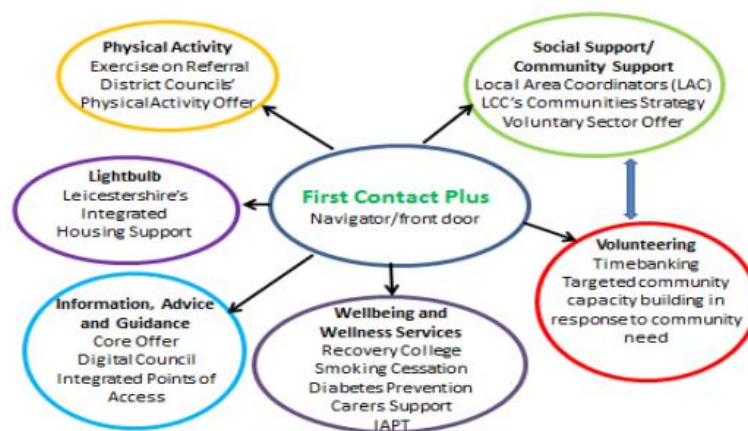 Physical Activity
Exercise on Referral
District Councils'
Physical Activity Offer
Social Support/
Community Support
Local Area Coordinators (LAC)
LCC's Communities Strategy
Voluntary Sector Offer
Lightbulb
Leicestershire's
Integrated
Housing Support
First Contact Plus
Navigator/front door
Volunteering
Timebanking
Targeted community
capacity building in
response to community
need
Information, Advice
and Guidance
Core Offer
Digital Council
Integrated Points of
Access
Wellbeing and
Wellness Services
Recovery College
Smoking Cessation
Diabetes Prevention
Carers Support
IAPT